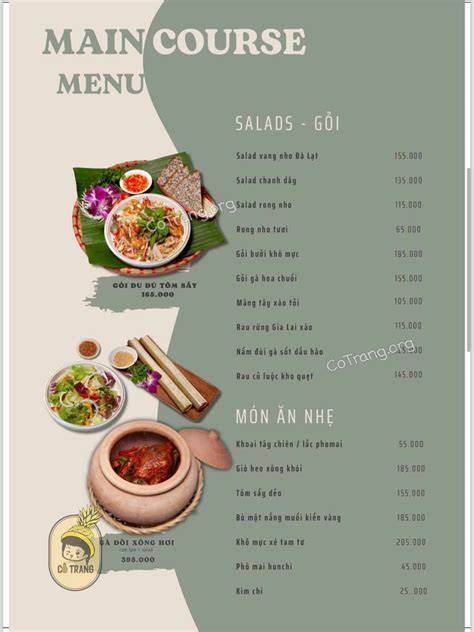 MAIN COURSE
MENU
SALADS - GỎI
Salad vang nho Đà Lạt 155.000
Salad chanh dây 135.000
Salad rong nho 115.000
Rong nho tươi 65.000
Gỏi bưởi khô mực 185.000
Gỏi gà hoa chuối 155.000
Măng tây xào tỏi 105.000
Rau rừng Gia Lai xào 115.000
Nấm đùi gà sốt dầu hào 145.000
Rau củ luộc kho quẹt 145.000
GỎI ĐU ĐỦ TÔM SẤY
165.000
CoTrang.org
CoTrang.org
MÓN ĂN NHẸ
Khoai tây chiên / lắc phomai 55.000
Giò heo xông khói 185.000
Tôm sấy dẻo 155.000
Bò một nắng muối kiến vàng 185.000
Khô mực xé tam tơ 205.000
Phô mai hunchi 45.000
Kim chi 25..000
GÀ ĐỒI XÔNG HƠI
395.000
CÔ TRANG